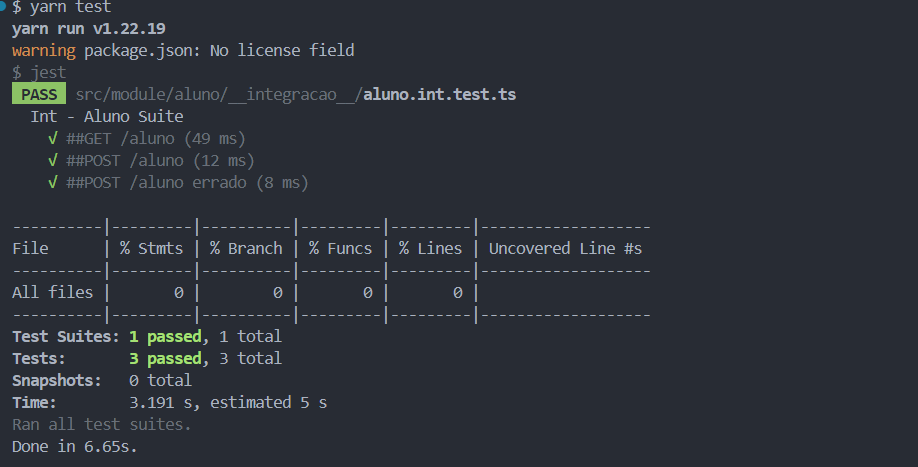 $ yarn test
yarn run v1.22.19
warning package.json: No license field
$ jest
PASS src/module/aluno/__integracao__/aluno.int.test.ts
Int - Aluno Suite
√ ##GET /aluno (49 ms)
√ ##POST /aluno (12 ms)
√ ##POST /aluno errado (8 ms)
----------|---------|----------|---------|---------|-------------------
File      | % Stmts | % Branch | % Funcs | % Lines | Uncovered Line #s
----------|---------|----------|---------|---------|-------------------
All files |       0 |        0 |       0 |       0 |
----------|---------|----------|---------|---------|-------------------
Test Suites: 1 passed, 1 total
Tests:       3 passed, 3 total
Snapshots:   0 total
Time:        3.191 s, estimated 5 s
Ran all test suites.
Done in 6.65s.